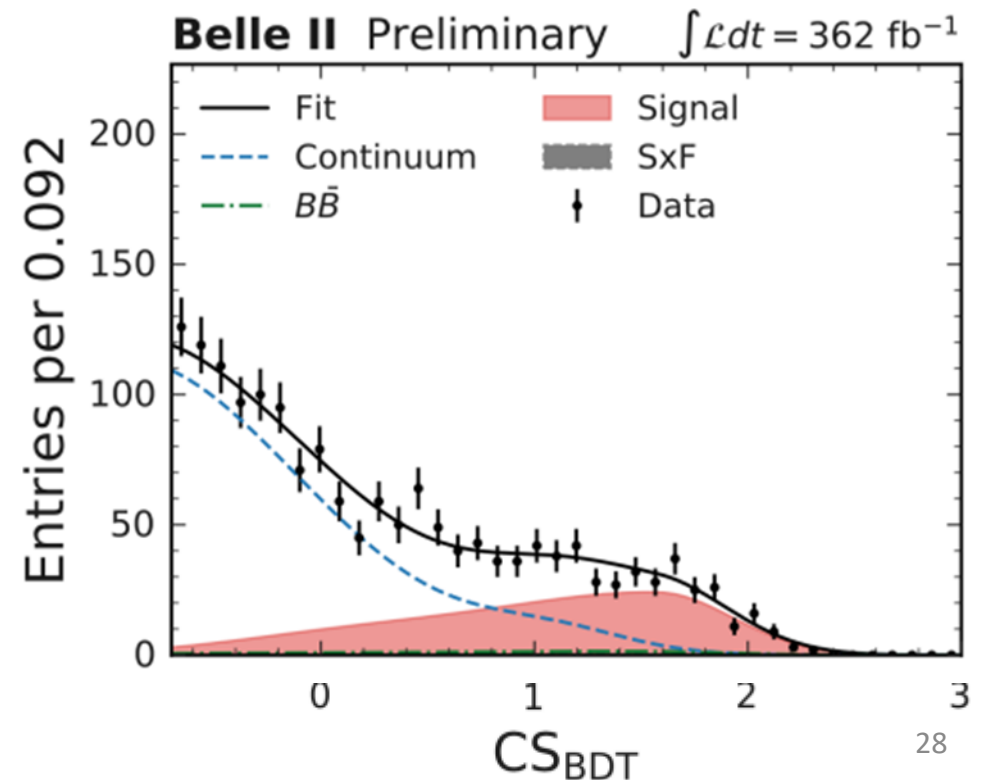 Belle II Preliminary ∫ℒdt = 362 fb⁻¹
Fit
Continuum
BB̄
Signal
SxF
Data
Entries per 0.092
200
150
100
50
0
0 1 2 3
CS_BDT
28